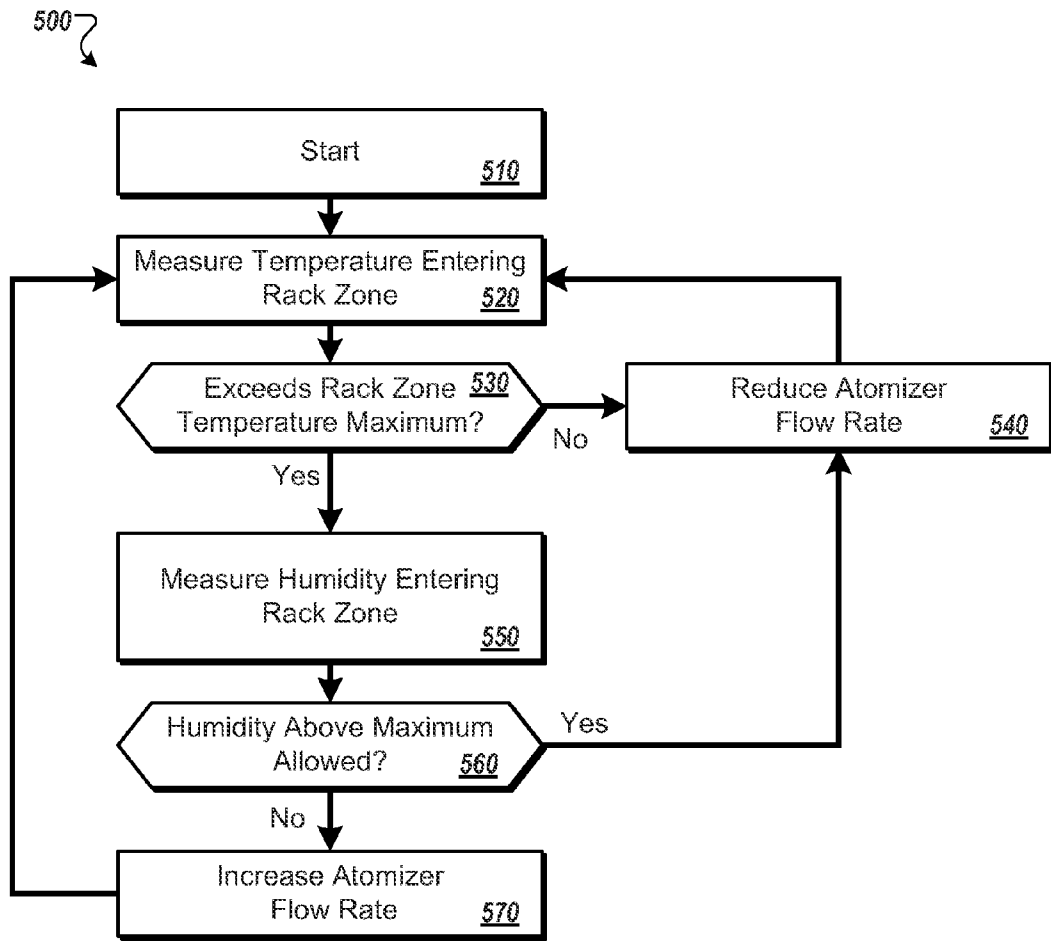 500
Start
510
Measure Temperature Entering
Rack Zone
520
Exceeds Rack Zone
530
Temperature Maximum?
No
Yes
Reduce Atomizer
Flow Rate
540
Measure Humidity Entering
Rack Zone
550
Humidity Above Maximum
Allowed?
560
Yes
No
Increase Atomizer
Flow Rate
570